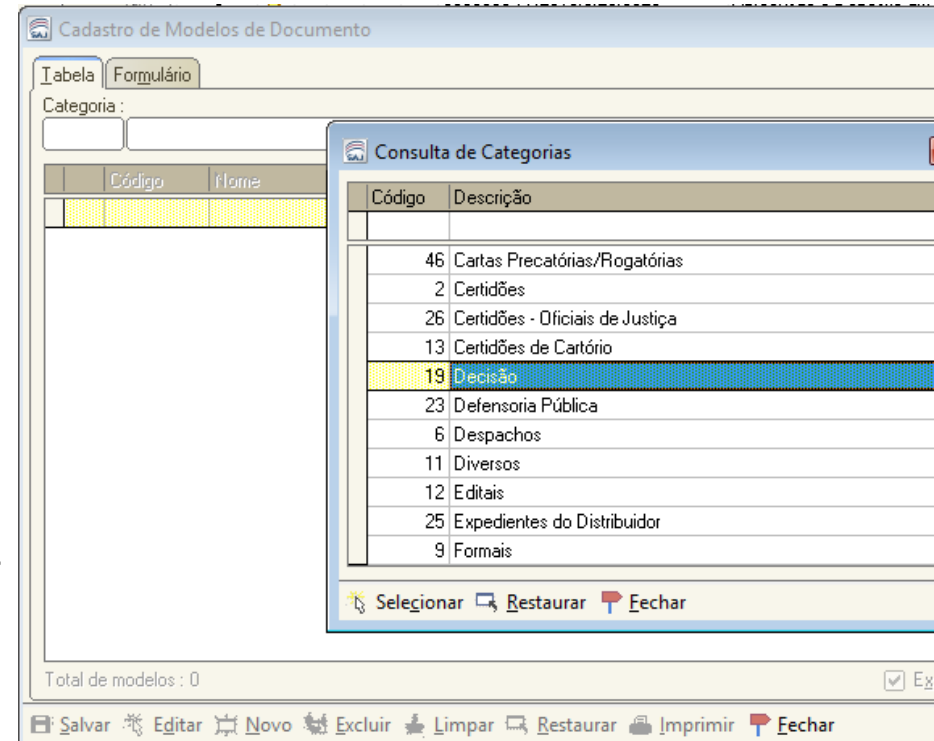 Cadastro de Modelos de Documento
Tabela Formulário
Categoria :
Código Nome
SAJ Consulta de Categorias
Código Descrição
46 Cartas Precatórias/Rogatórias
2 Certidões
26 Certidões - Oficiais de Justiça
13 Certidões de Cartório
19 Decisão
23 Defensoria Pública
6 Despachos
11 Diversos
12 Editais
25 Expedientes do Distribuidor
9 Formais
Selecionar Restaurar Fechar
Total de modelos : 0
Salvar Editar Novo Excluir Limpar Restaurar Imprimir Fechar